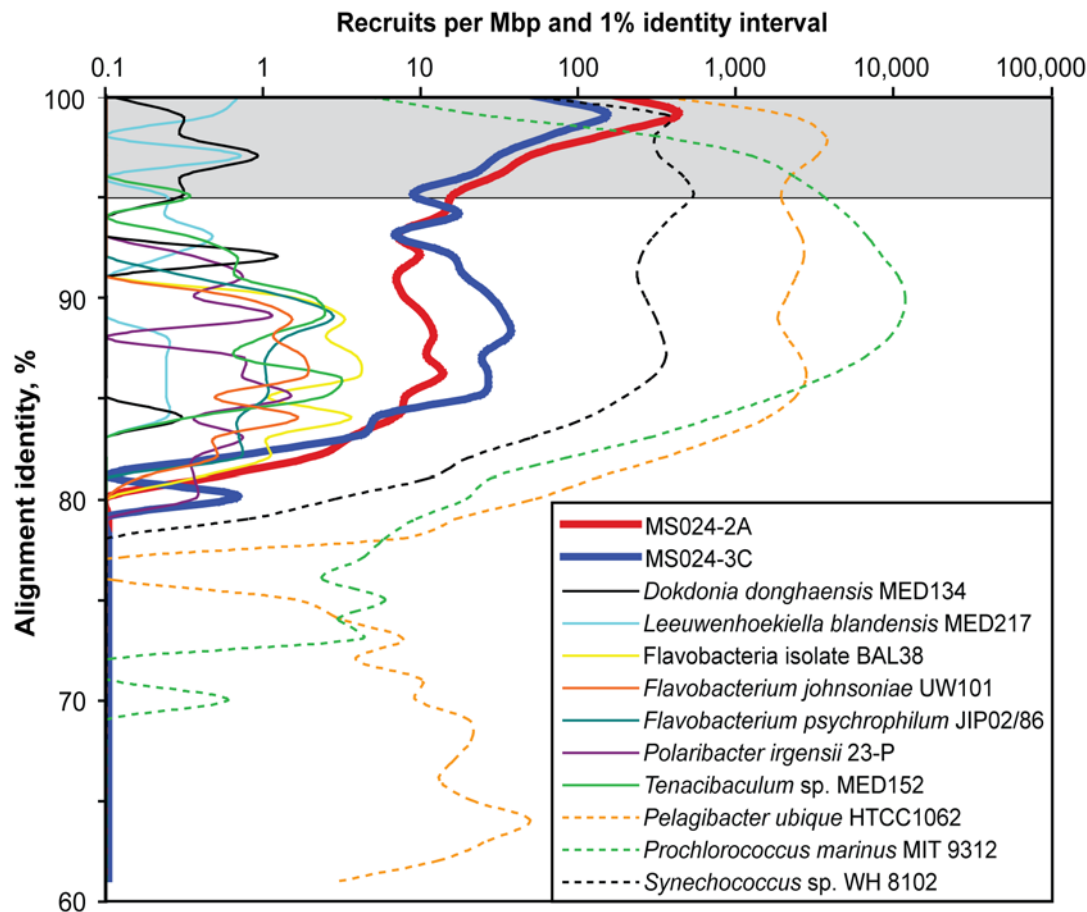 Recruits per Mbp and 1% identity interval
0.1 1 10 100 1,000 10,000 100,000
Alignment identity, %
100
90
80
70
60
MS024-2A
MS024-3C
Dokdonia donghaensis MED134
Leeuwenhoekiella blandensis MED217
Flavobacteria isolate BAL38
Flavobacterium johnsoniae UW101
Flavobacterium psychrophilum JIP02/86
Polaribacter irgensii 23-P
Tenacibaculum sp. MED152
Pelagibacter ubique HTCC1062
Prochlorococcus marinus MIT 9312
Synechococcus sp. WH 8102